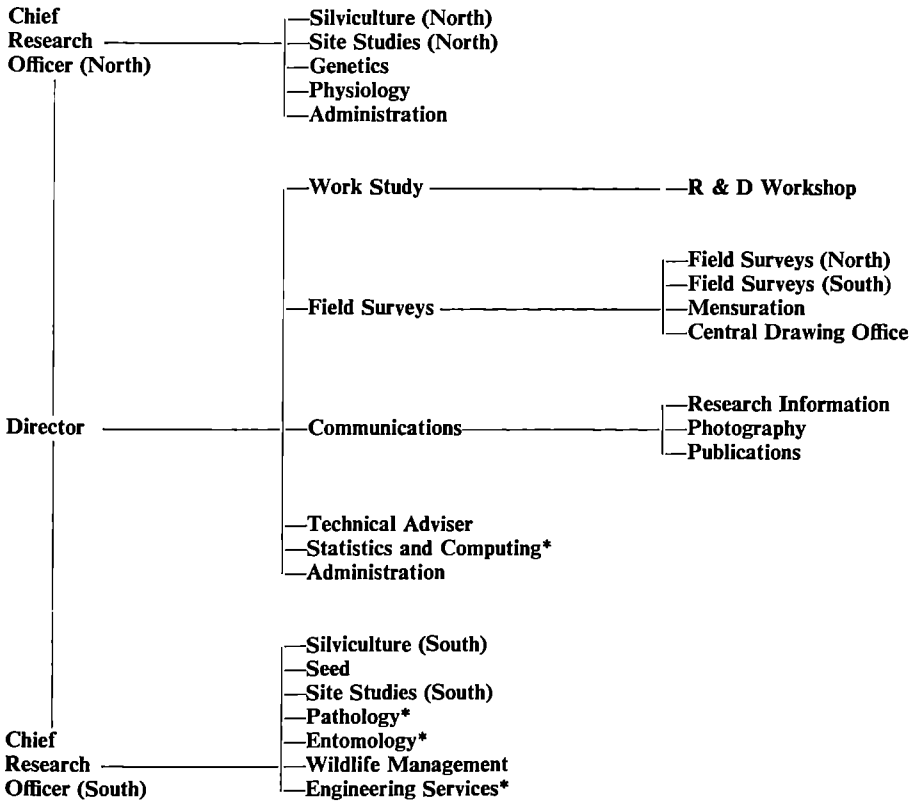 Chief
Research
Officer (North)
Silviculture (North)
Site Studies (North)
Genetics
Physiology
Administration
Work Study
R & D Workshop
Field Surveys
Field Surveys (North)
Field Surveys (South)
Mensuration
Central Drawing Office
Director
Communications
Research Information
Photography
Publications
Technical Adviser
Statistics and Computing*
Administration
Chief
Research
Officer (South)
Silviculture (South)
Seed
Site Studies (South)
Pathology*
Entomology*
Wildlife Management
Engineering Services*